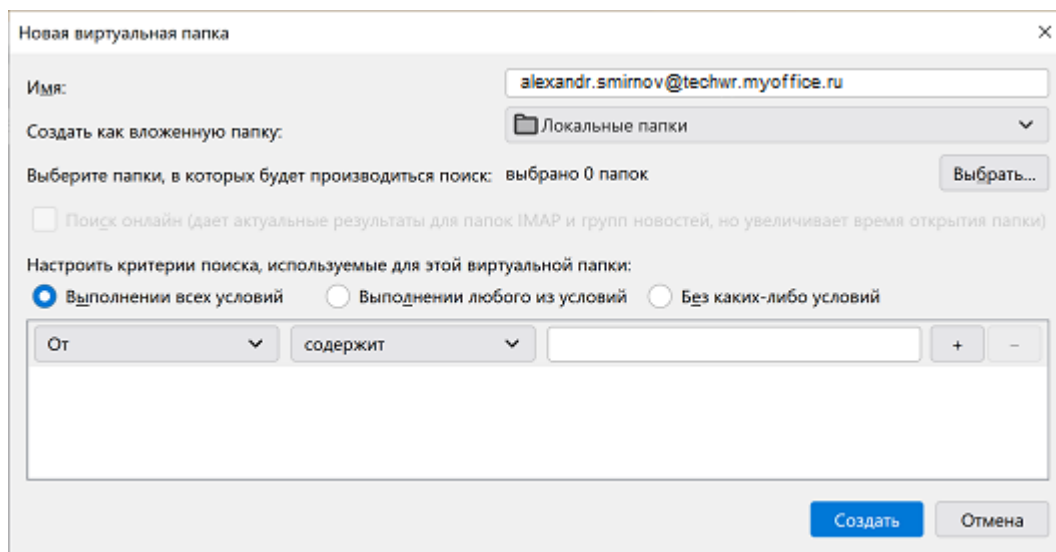 Новая виртуальная папка
Имя: alexandr.smirnov@techwr.myoffice.ru
Создать как вложенную папку: Локальные папки
Выберите папки, в которых будет производиться поиск: выбрано 0 папок Выбрать...
Поиск онлайн (дает актуальные результаты для папок IMAP и групп новостей, но увеличивает время открытия папки)
Настроить критерии поиска, используемые для этой виртуальной папки:
Выполнении всех условий Выполнении любого из условий Без каких-либо условий
От содержит + −
Создать Отмена